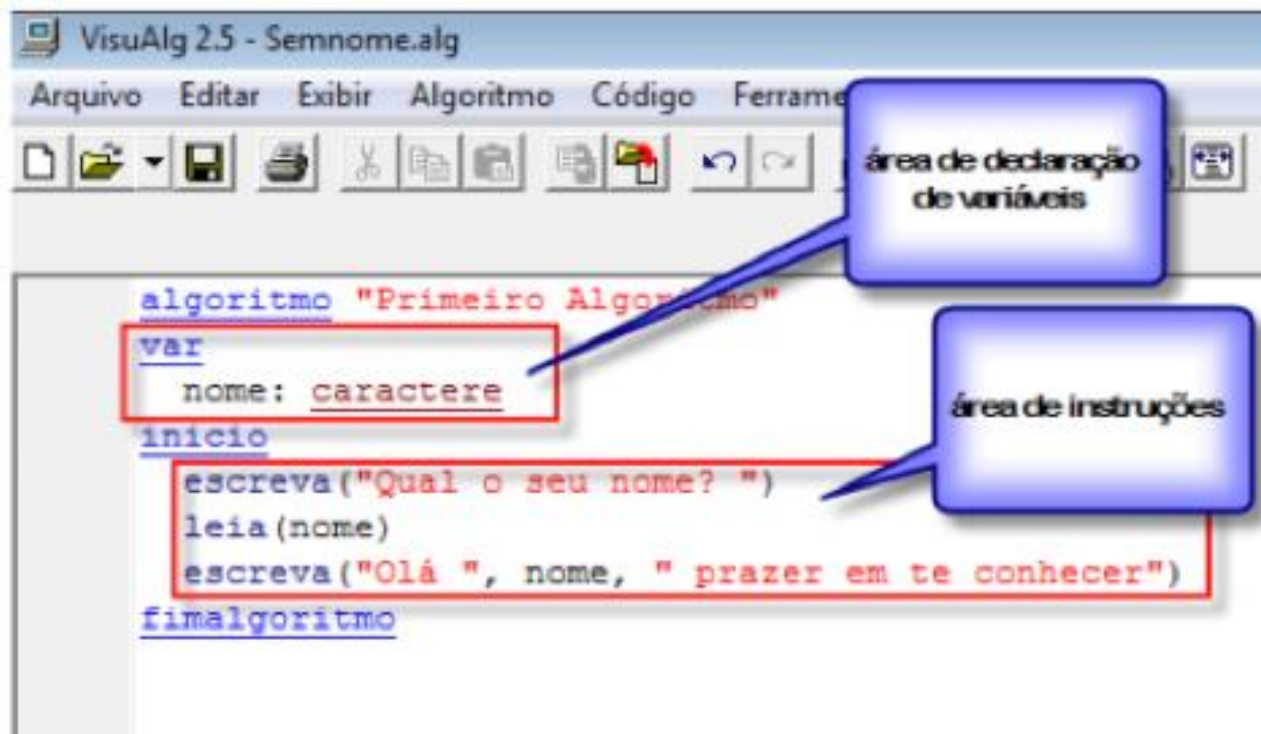 VisuAlg 2.5 - Semnome.alg
Arquivo Editar Exibir Algoritmo Código Ferrame
área de declaração
de variáveis
algoritmo "Primeiro Algoritmo"
var
nome: caractere
inicio
área de instruções
escreva("Qual o seu nome? ")
leia(nome)
escreva("Olá ", nome, " prazer em te conhecer")
fimalgoritmo